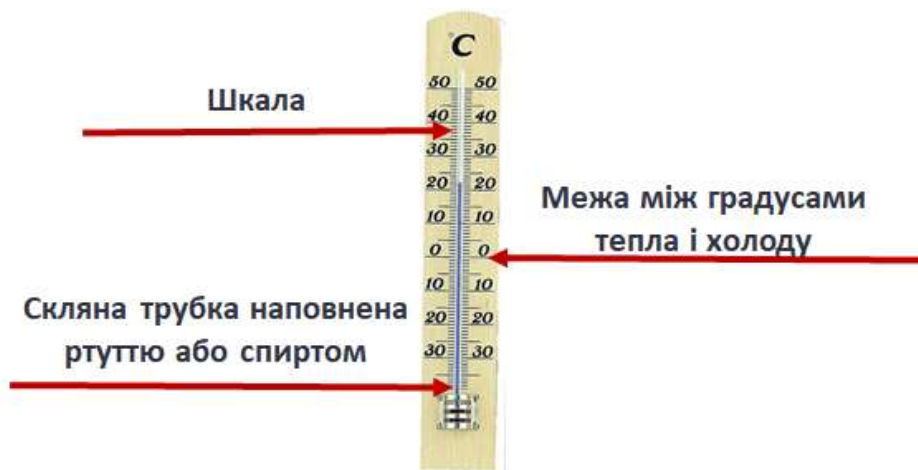 °C
50 50
Шкала
40 40
30 30
20 20
Межа між градусами
тепла і холоду
10 10
0 0
10 10
Скляна трубка наповнена
ртуттю або спиртом
20 20
30 30